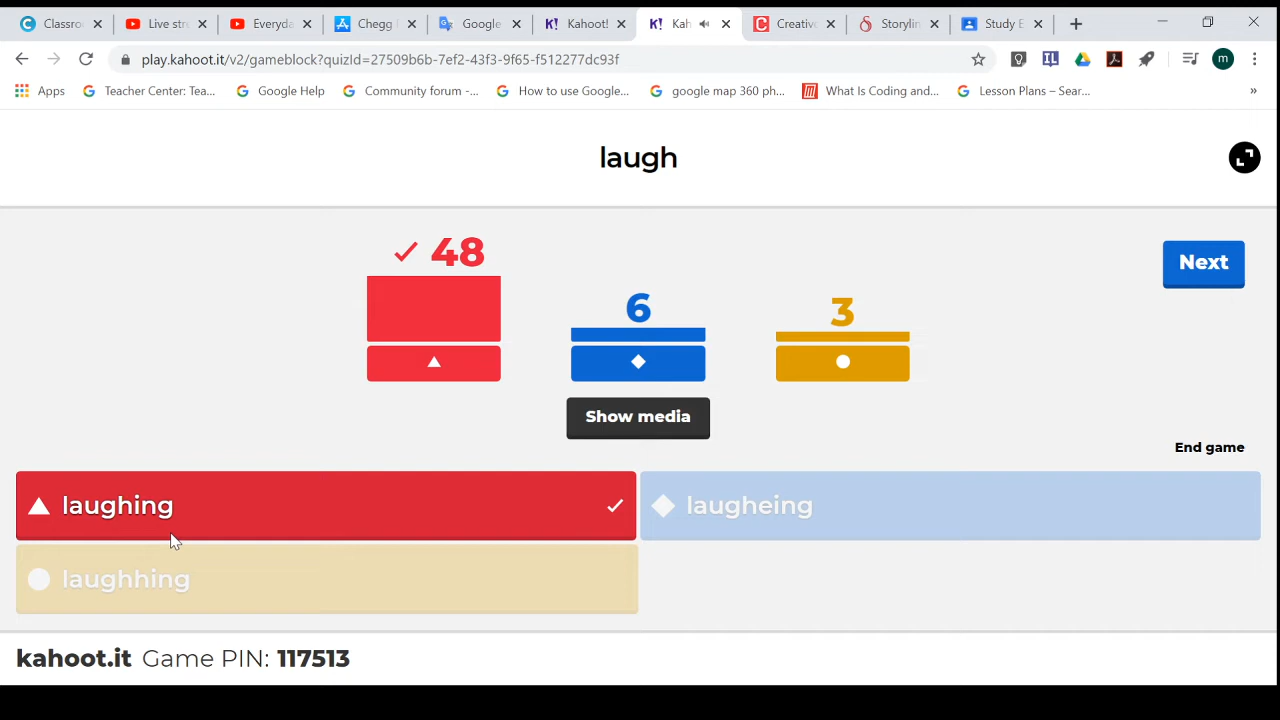 Classro
Live str
Everyda
Chegg
Google
K! Kahoot!
K! Kah
Creativ
Storylin
Study E
play.kahoot.it/v2/gameblock?quizId=27509b6b-7ef2-43f3-9f65-f512277dc93f
IL
m
Apps
Teacher Center: Tea...
Google Help
Community forum -...
How to use Google...
google map 360 ph...
What Is Coding and...
Lesson Plans – Sear...
»
laugh
48
6
3
Next
Show media
End game
laughing
laugheing
laughhing
kahoot.it Game PIN: 117513